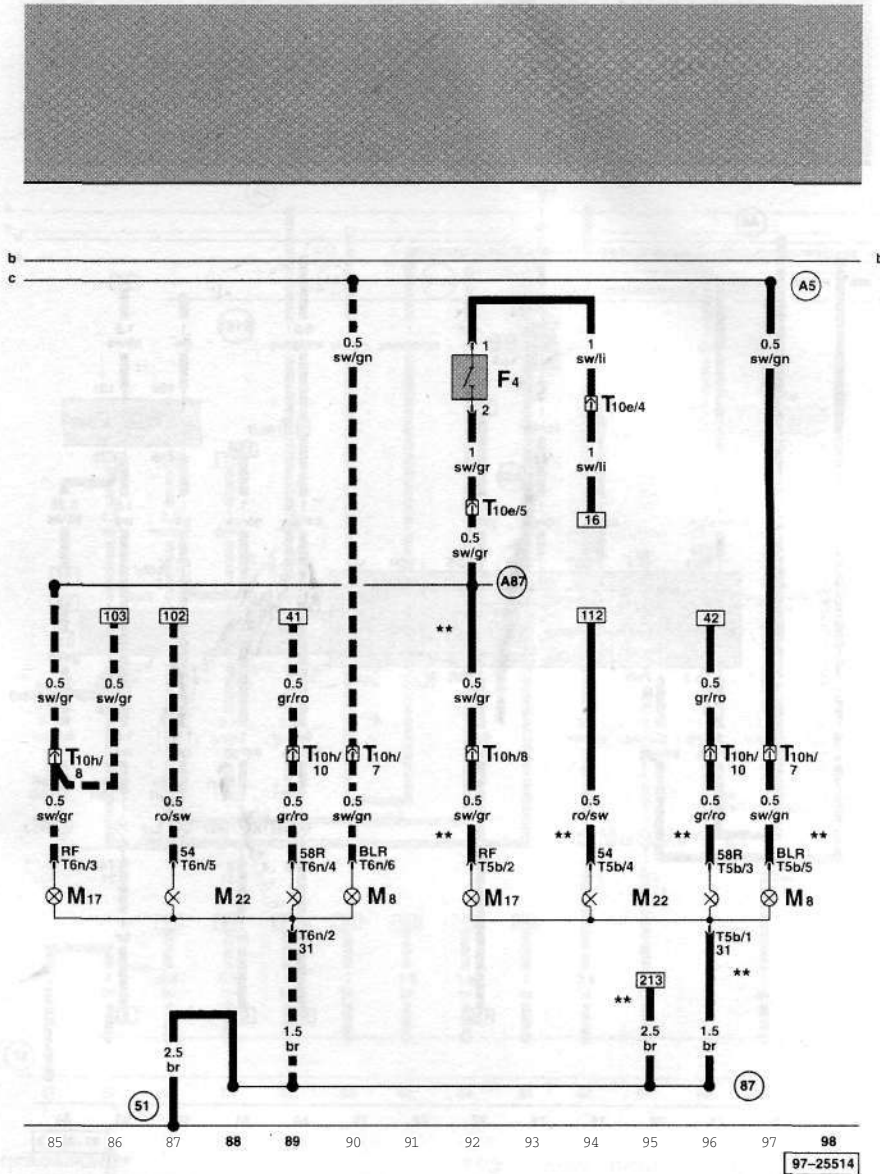 b b
c
A5
0.5 sw/gn
1
1 sw/li
0.5 sw/gn
F4
2
T10e/4
1 sw/gr
1 sw/li
T10e/5
16
0.5 sw/gr
A87
103 102 41 112 42
**
0.5 sw/gr
0.5 sw/gr
0.5 gr/ro
0.5 sw/gr
0.5 gr/ro
T10h/8
T10h/10
T10h/7
T10h/8
T10h/10
T10h/7
0.5 sw/gr
0.5 ro/sw
0.5 gr/ro
0.5 sw/gn
0.5 sw/gr
0.5 ro/sw
0.5 gr/ro
0.5 sw/gn
** ** ** **
RF T6n/3
54 T6n/5
58R T6n/4
BLR T6n/6
RF T5b/2
54 T5b/4
58R T5b/3
BLR T5b/5
M17 M22 M8 M17 M22 M8
T6n/2 31
T5b/1 31
213
**
**
2.5 br
1.5 br
2.5 br
1.5 br
51
87
85 86 87 88 89 90 91 92 93 94 95 96 97 98
97-25514